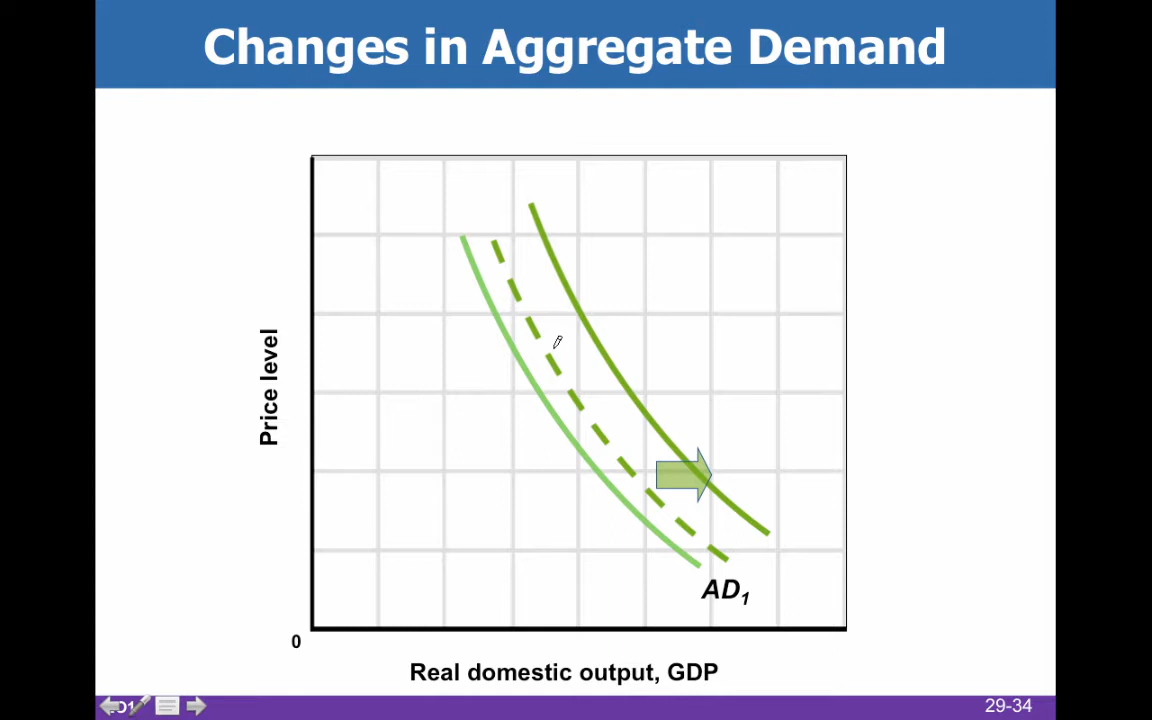 Changes in Aggregate Demand
Price level
AD1
0
Real domestic output, GDP
29-34